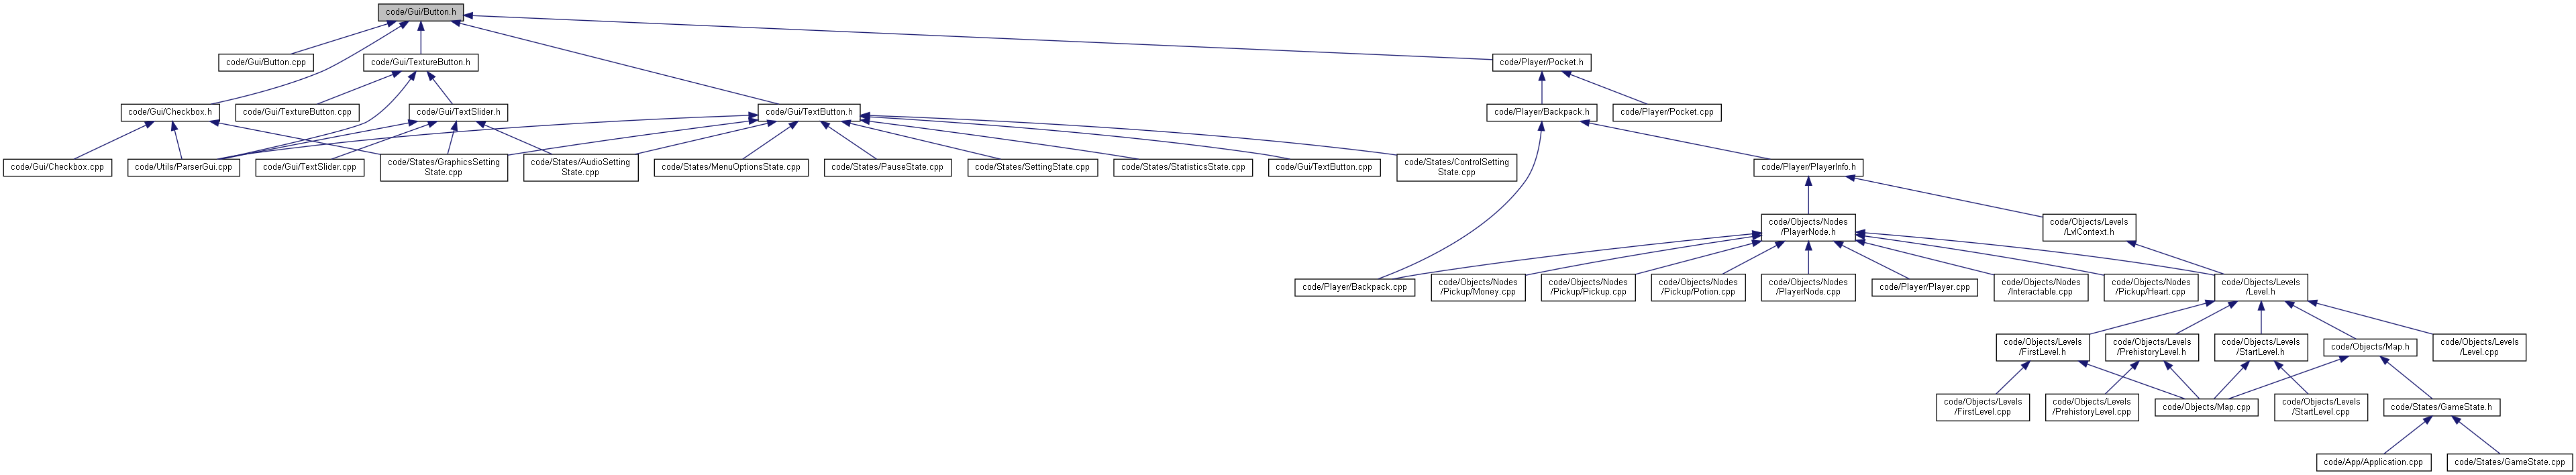 code/Gui/Button.h
code/Gui/Button.cpp
code/Gui/TextureButton.h
code/Player/Pocket.h
code/Gui/Checkbox.h
code/Gui/TextureButton.cpp
code/Gui/TextSlider.h
code/Gui/TextButton.h
code/Player/Backpack.h
code/Player/Pocket.cpp
code/Gui/Checkbox.cpp
code/Utils/ParserGui.cpp
code/Gui/TextSlider.cpp
code/States/GraphicsSetting
State.cpp
code/States/AudioSetting
State.cpp
code/States/MenuOptionsState.cpp
code/States/PauseState.cpp
code/States/SettingState.cpp
code/States/StatisticsState.cpp
code/Gui/TextButton.cpp
code/States/ControlSetting
State.cpp
code/Player/PlayerInfo.h
code/Objects/Nodes
/PlayerNode.h
code/Objects/Levels
/LvlContext.h
code/Player/Backpack.cpp
code/Objects/Nodes
/Pickup/Money.cpp
code/Objects/Nodes
/Pickup/Pickup.cpp
code/Objects/Nodes
/Pickup/Potion.cpp
code/Objects/Nodes
/PlayerNode.cpp
code/Player/Player.cpp
code/Objects/Nodes
/Interactable.cpp
code/Objects/Nodes
/Pickup/Heart.cpp
code/Objects/Levels
/Level.h
code/Objects/Levels
/FirstLevel.h
code/Objects/Levels
/PrehistoryLevel.h
code/Objects/Levels
/StartLevel.h
code/Objects/Map.h
code/Objects/Levels
/Level.cpp
code/Objects/Levels
/FirstLevel.cpp
code/Objects/Levels
/PrehistoryLevel.cpp
code/Objects/Map.cpp
code/Objects/Levels
/StartLevel.cpp
code/States/GameState.h
code/App/Application.cpp
code/States/GameState.cpp